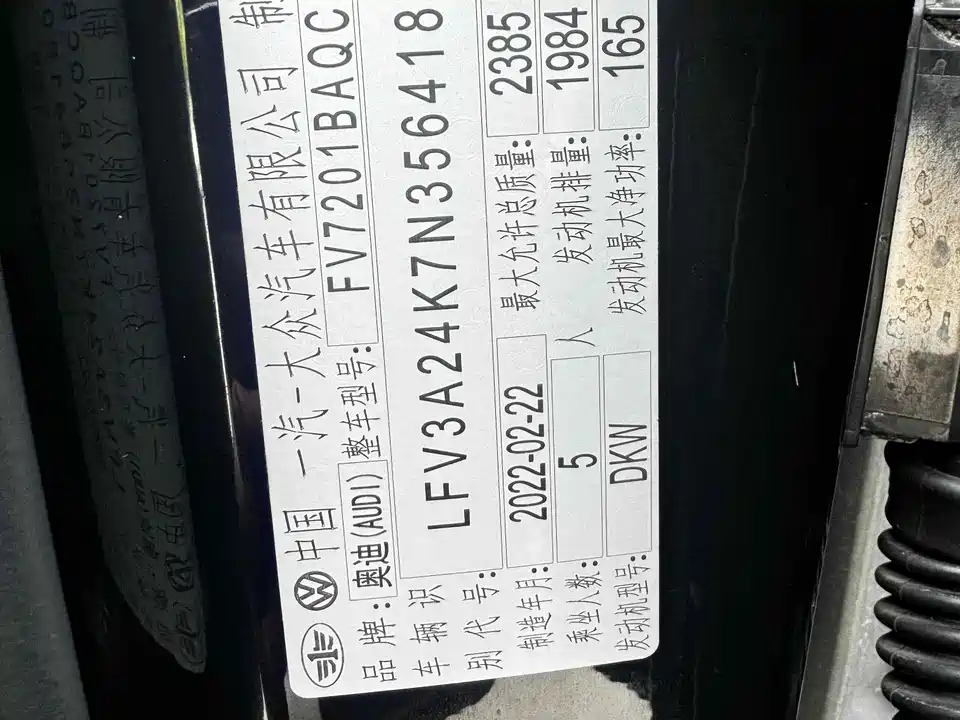 中国 一汽-大众汽车有限公司 制
品牌: 奥迪(AUDI) 整车型号: FV7201BAQC
车辆识别代号: LFV3A24K7N3556418
制造年月: 2022-02-22 最大允许总质量: 2385
乘坐人数: 5 人 发动机排量: 1984
发动机型号: DKW 发动机最大净功率: 165